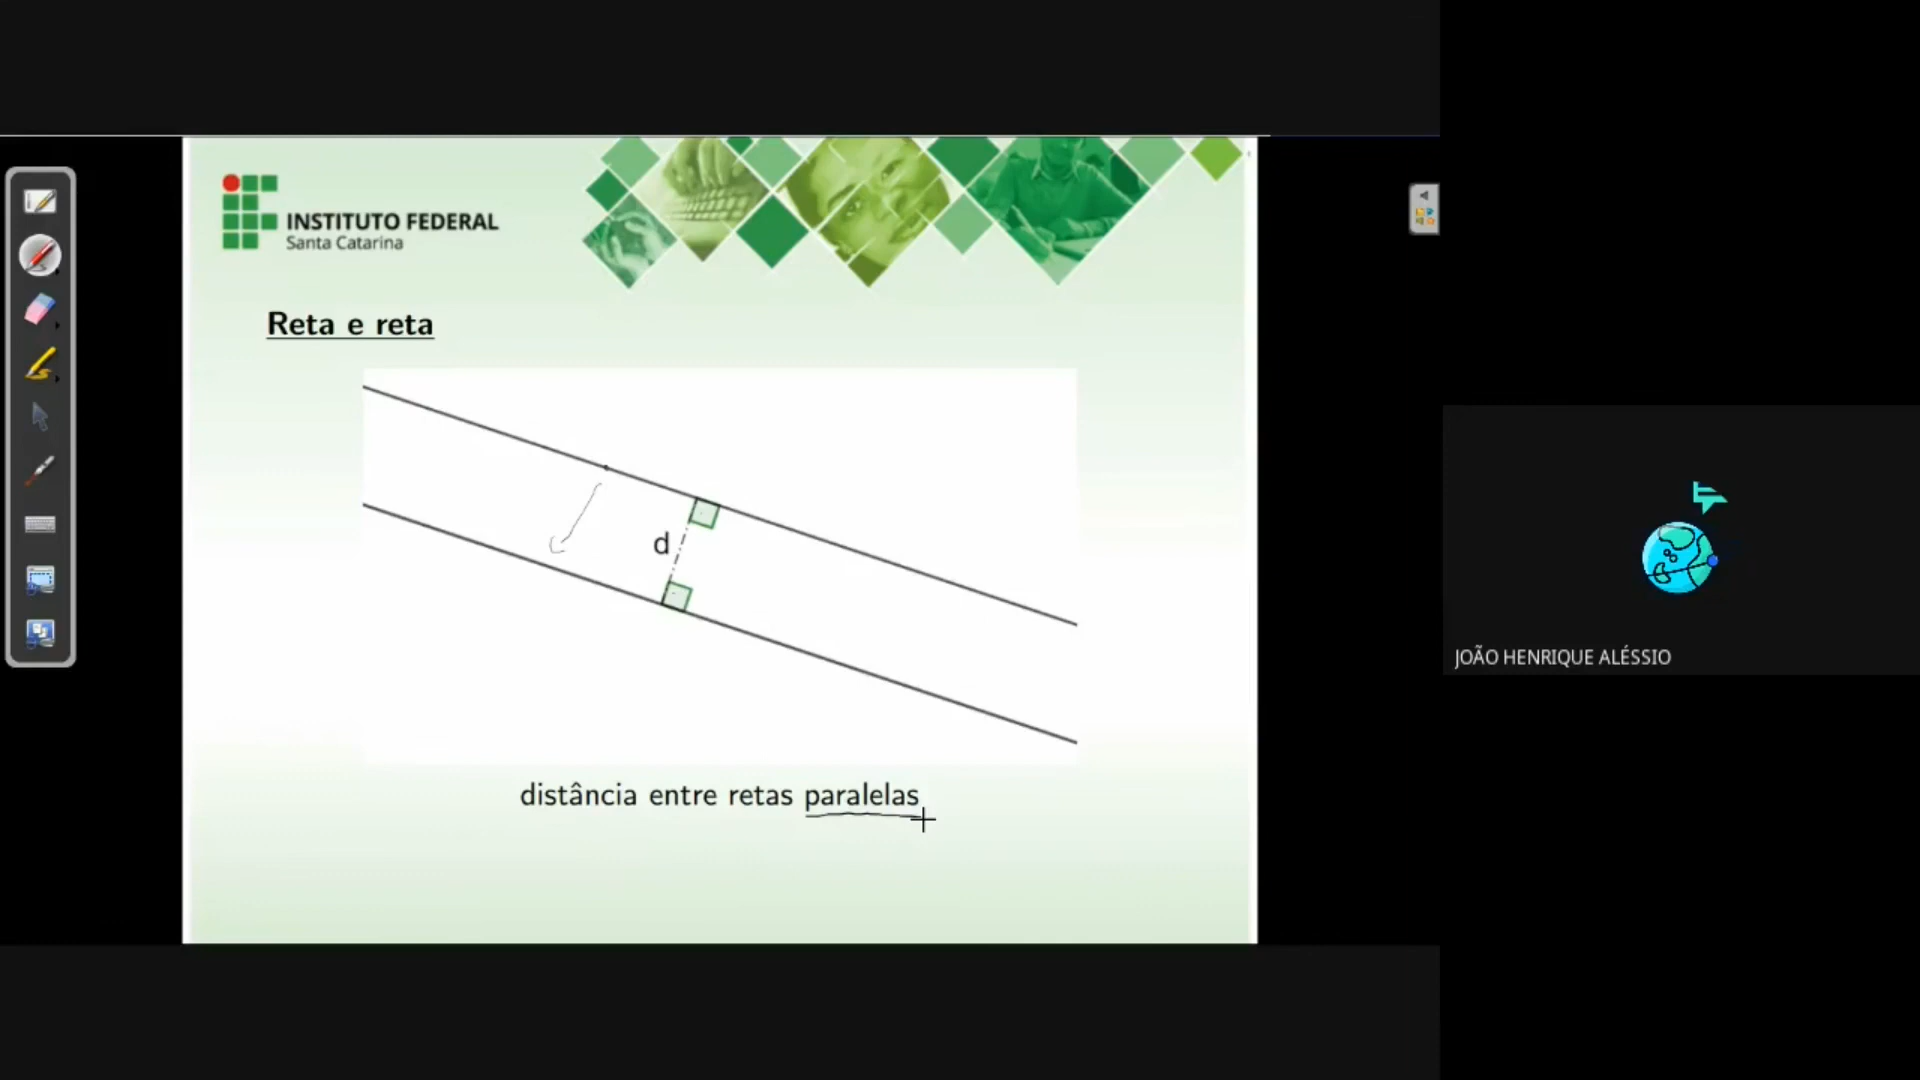 INSTITUTO FEDERAL
Santa Catarina
Reta e reta
d
distância entre retas paralelas
JOÃO HENRIQUE ALÉSSIO